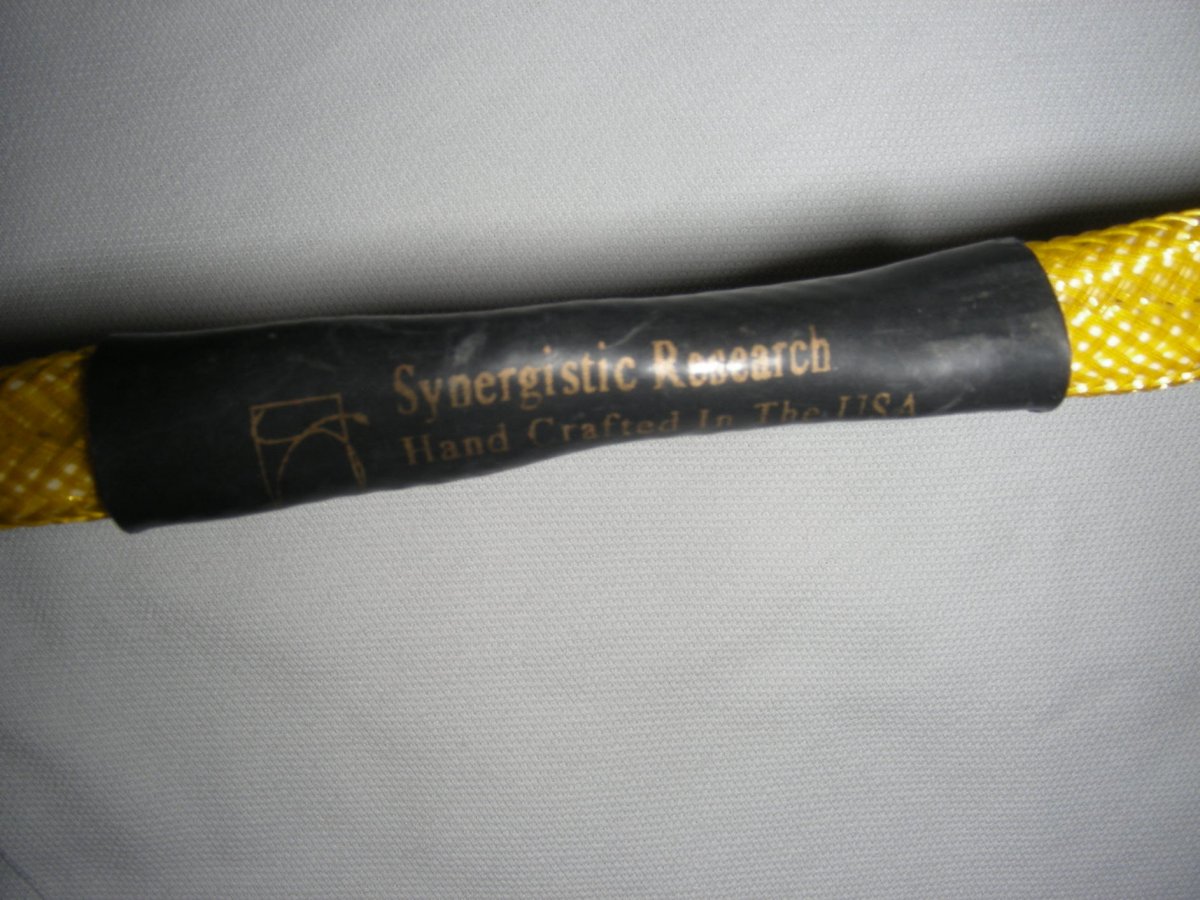 Synergistic Research
Hand Crafted In The USA